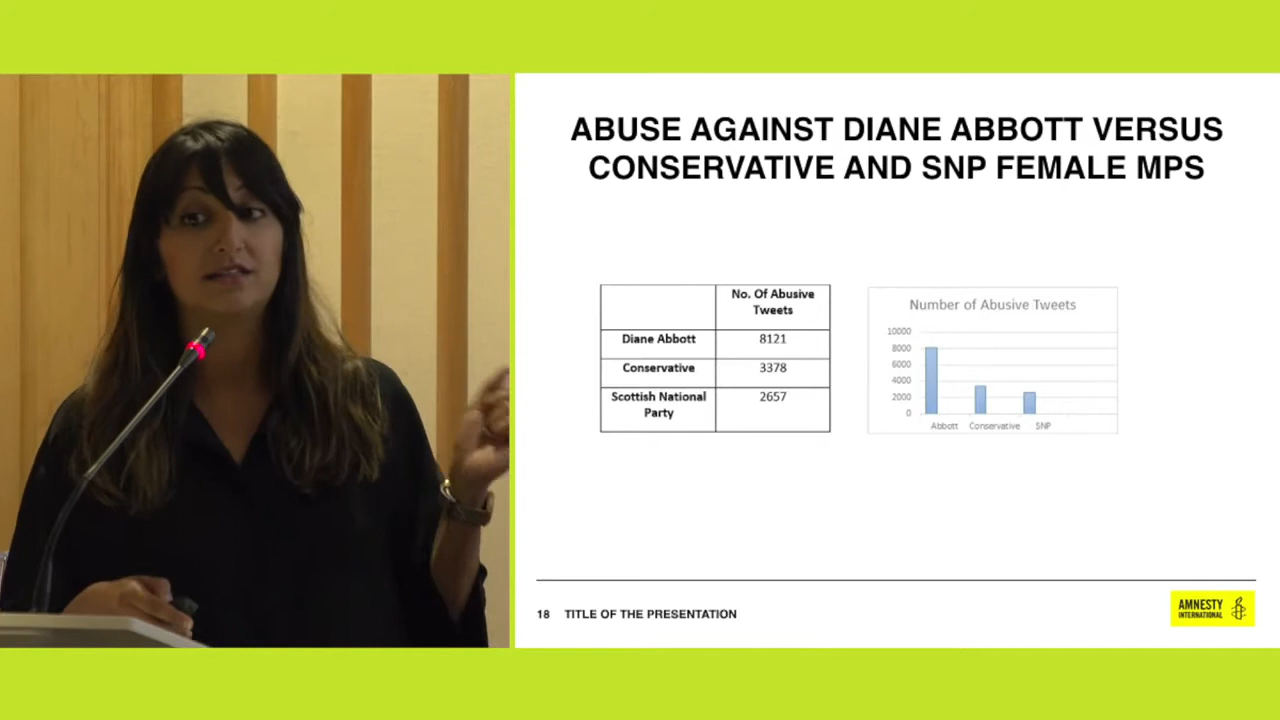 ABUSE AGAINST DIANE ABBOTT VERSUS
CONSERVATIVE AND SNP FEMALE MPS
No. Of Abusive
Tweets
Diane Abbott 8121
Conservative 3378
Scottish National 2657
Party
Number of Abusive Tweets
10000
8000
6000
4000
2000
0
Abbott Conservative SNP
18 TITLE OF THE PRESENTATION
AMNESTY
INTERNATIONAL